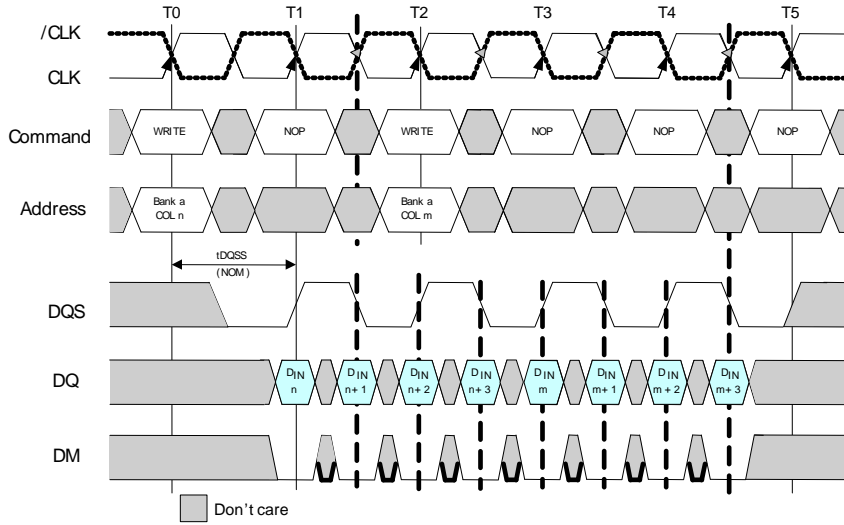 T0 T1 T2 T3 T4 T5
/CLK
CLK
Command WRITE NOP WRITE NOP NOP NOP
Address Bank a COL n Bank a COL m
tDQSS
(NOM)
DQS
DQ DIN n DIN n+1 DIN n+2 DIN n+3 DIN m DIN m+1 DIN m+2 DIN m+3
DM
Don't care